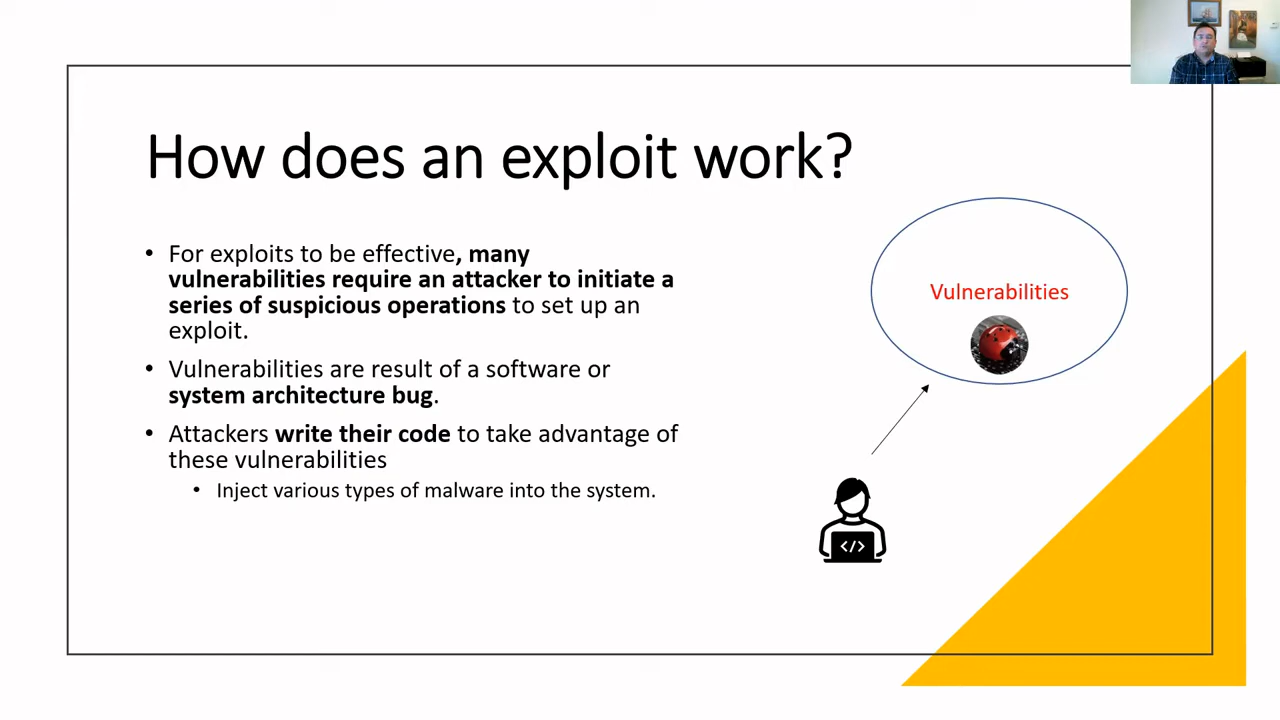 How does an exploit work?
• For exploits to be effective, many
vulnerabilities require an attacker to initiate a
series of suspicious operations to set up an
exploit.
• Vulnerabilities are result of a software or
system architecture bug.
• Attackers write their code to take advantage of
these vulnerabilities
• Inject various types of malware into the system.
Vulnerabilities
</>